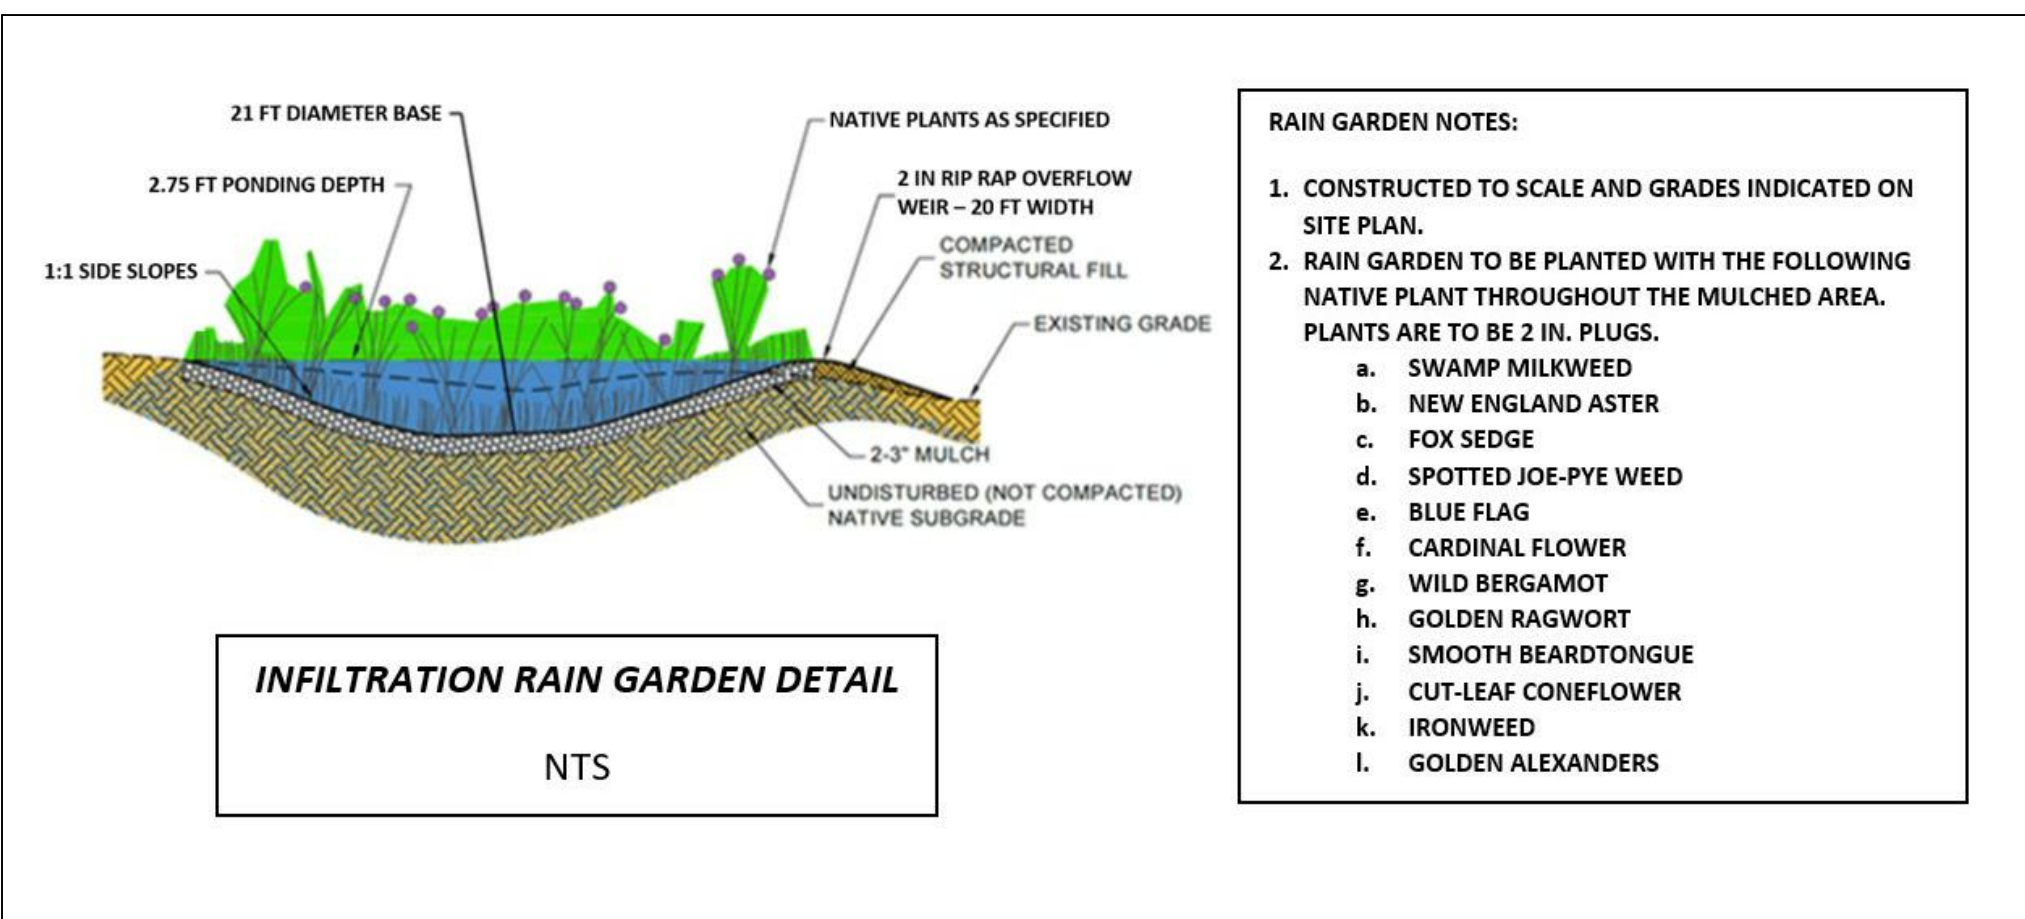 21 FT DIAMETER BASE
2.75 FT PONDING DEPTH
1:1 SIDE SLOPES
NATIVE PLANTS AS SPECIFIED
2 IN RIP RAP OVERFLOW
WEIR – 20 FT WIDTH
COMPACTED
STRUCTURAL FILL
EXISTING GRADE
2-3" MULCH
UNDISTURBED (NOT COMPACTED)
NATIVE SUBGRADE
INFILTRATION RAIN GARDEN DETAIL
NTS
RAIN GARDEN NOTES:
1. CONSTRUCTED TO SCALE AND GRADES INDICATED ON
SITE PLAN.
2. RAIN GARDEN TO BE PLANTED WITH THE FOLLOWING
NATIVE PLANT THROUGHOUT THE MULCHED AREA.
PLANTS ARE TO BE 2 IN. PLUGS.
a. SWAMP MILKWEED
b. NEW ENGLAND ASTER
c. FOX SEDGE
d. SPOTTED JOE-PYE WEED
e. BLUE FLAG
f. CARDINAL FLOWER
g. WILD BERGAMOT
h. GOLDEN RAGWORT
i. SMOOTH BEARDTONGUE
j. CUT-LEAF CONEFLOWER
k. IRONWEED
l. GOLDEN ALEXANDERS